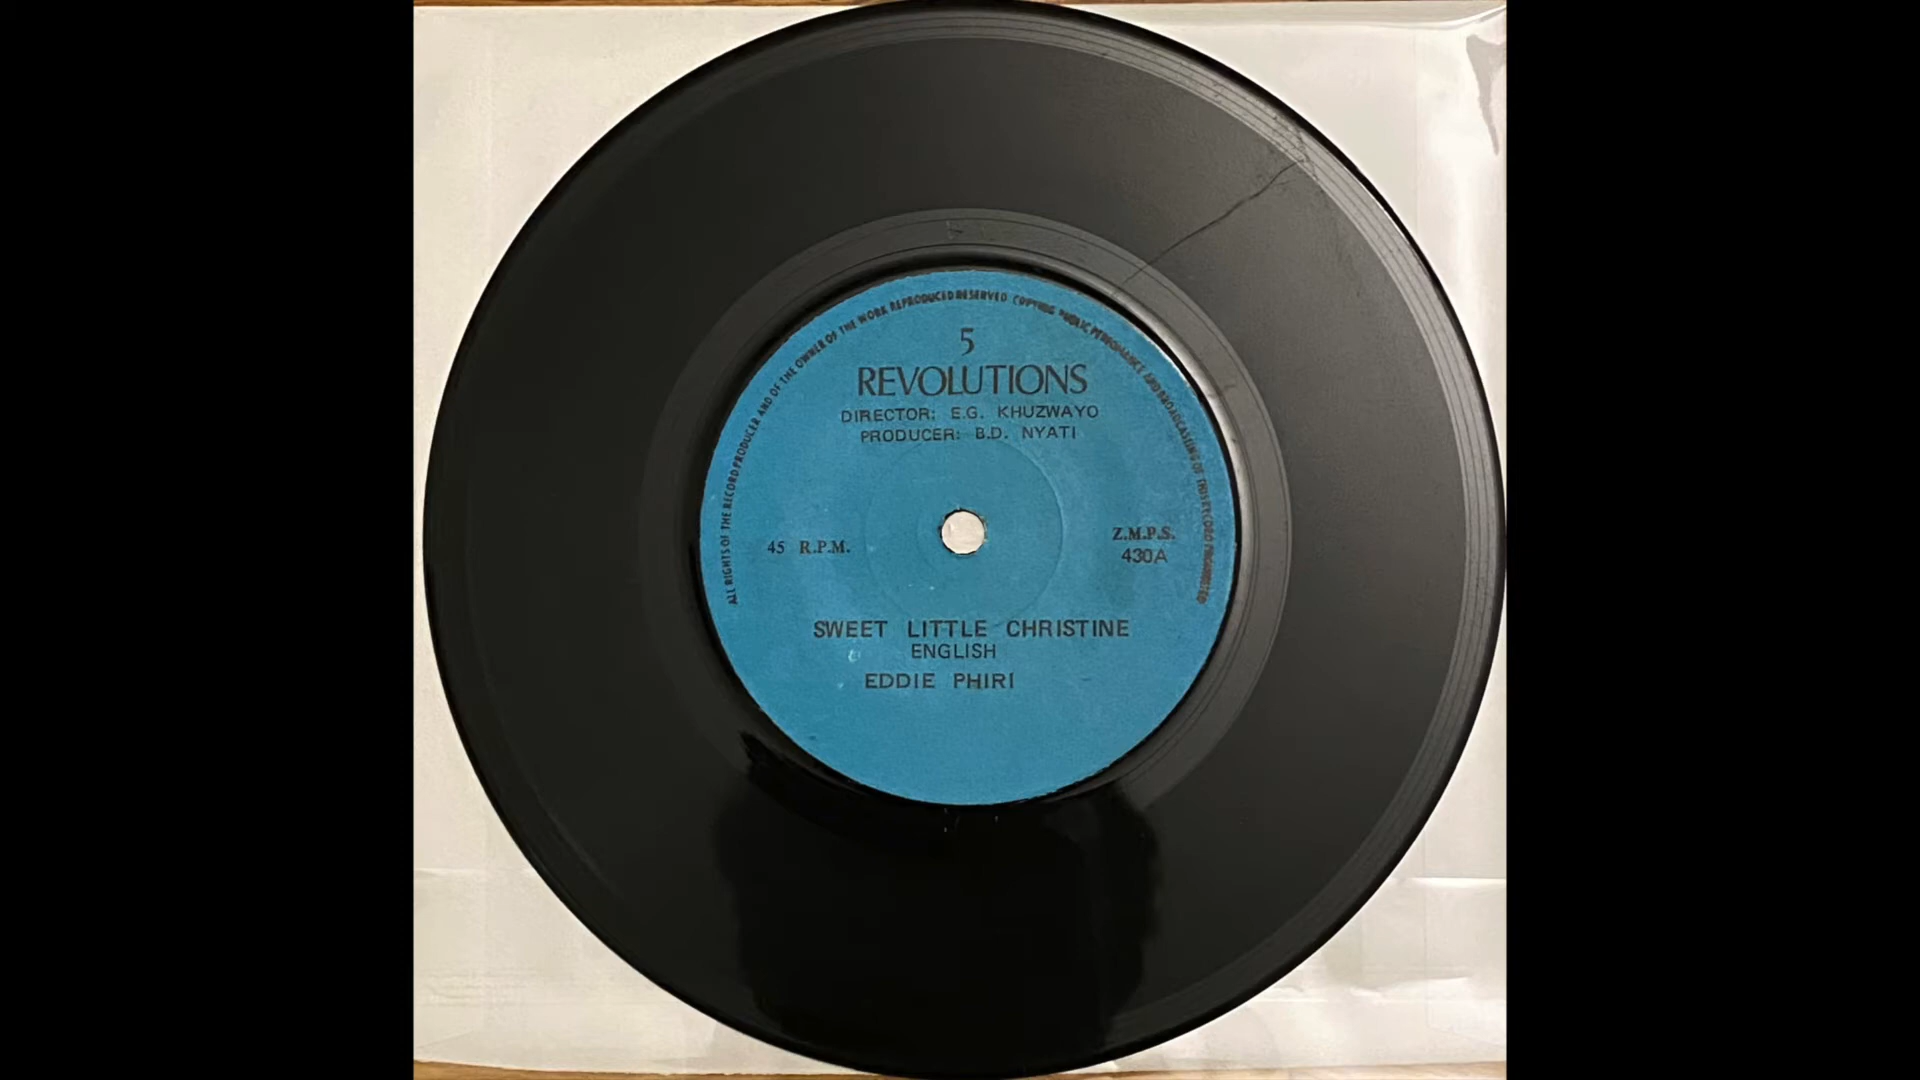 ALL RIGHTS OF THE RECORD PRODUCER AND OF THE OWNER OF THE WORK REPRODUCED RESERVED COPYING PUBLIC PERFORMANCE AND BROADCASTING OF THIS RECORD PROHIBITED
5
REVOLUTIONS
DIRECTOR: E.G. KHUZWAYO
PRODUCER: B.D. NYATI
45 R.P.M.
Z.M.P.S.
430A
SWEET LITTLE CHRISTINE
ENGLISH
EDDIE PHIRI